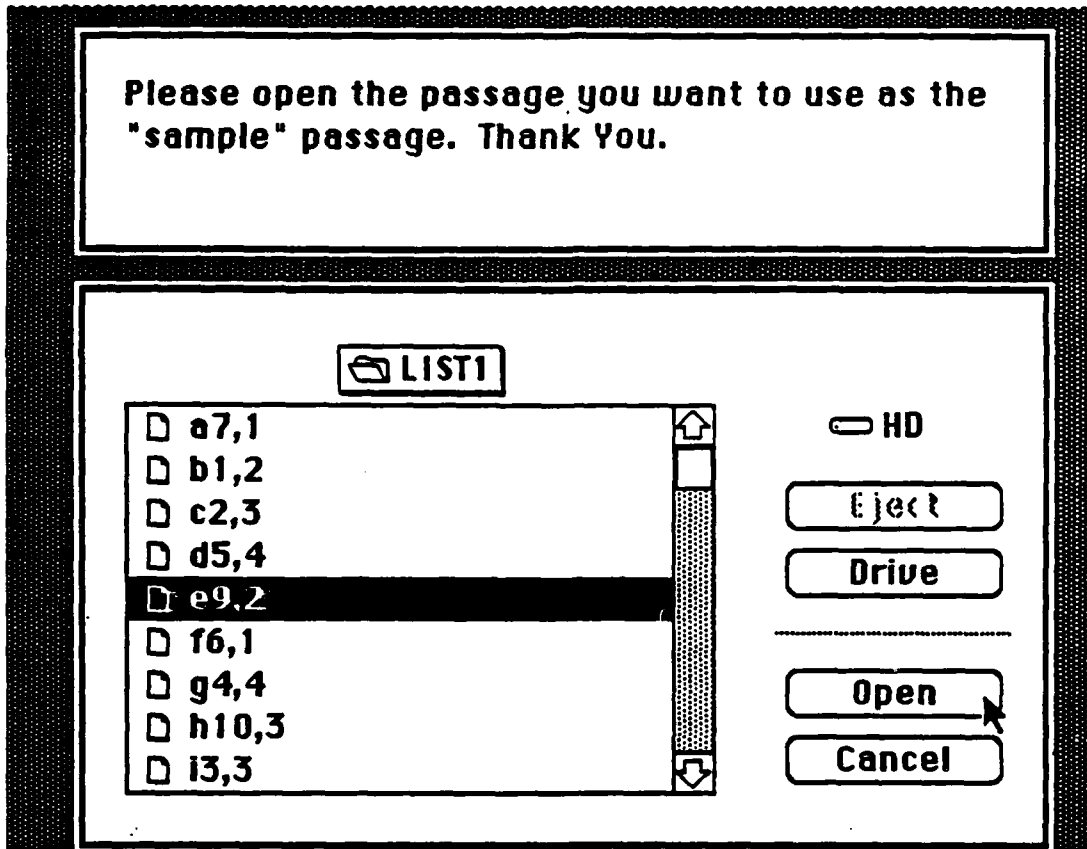 Please open the passage you want to use as the
"sample" passage. Thank You.
LIST1
a7,1
b1,2
c2,3
d5,4
e9,2
f6,1
g4,4
h10,3
i3,3
HD
Eject
Drive
Open
Cancel